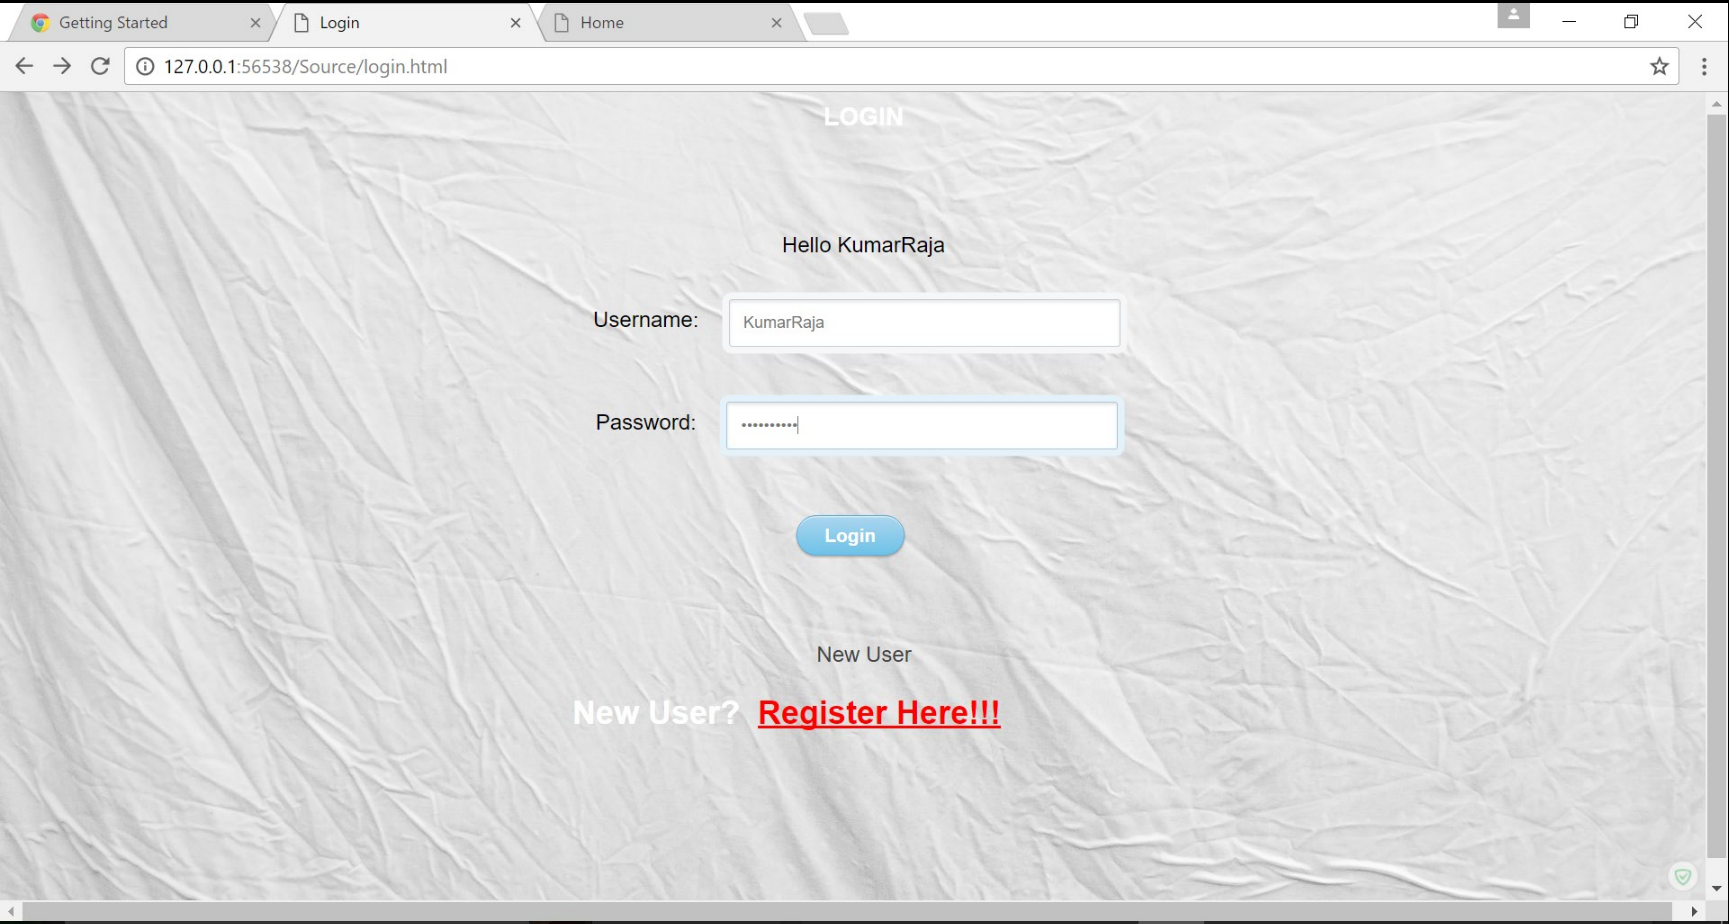 Getting Started
Login
Home
127.0.0.1:56538/Source/login.html
LOGIN
Hello KumarRaja
Username: KumarRaja
Password: ••••••••••
Login
New User
New User? Register Here!!!